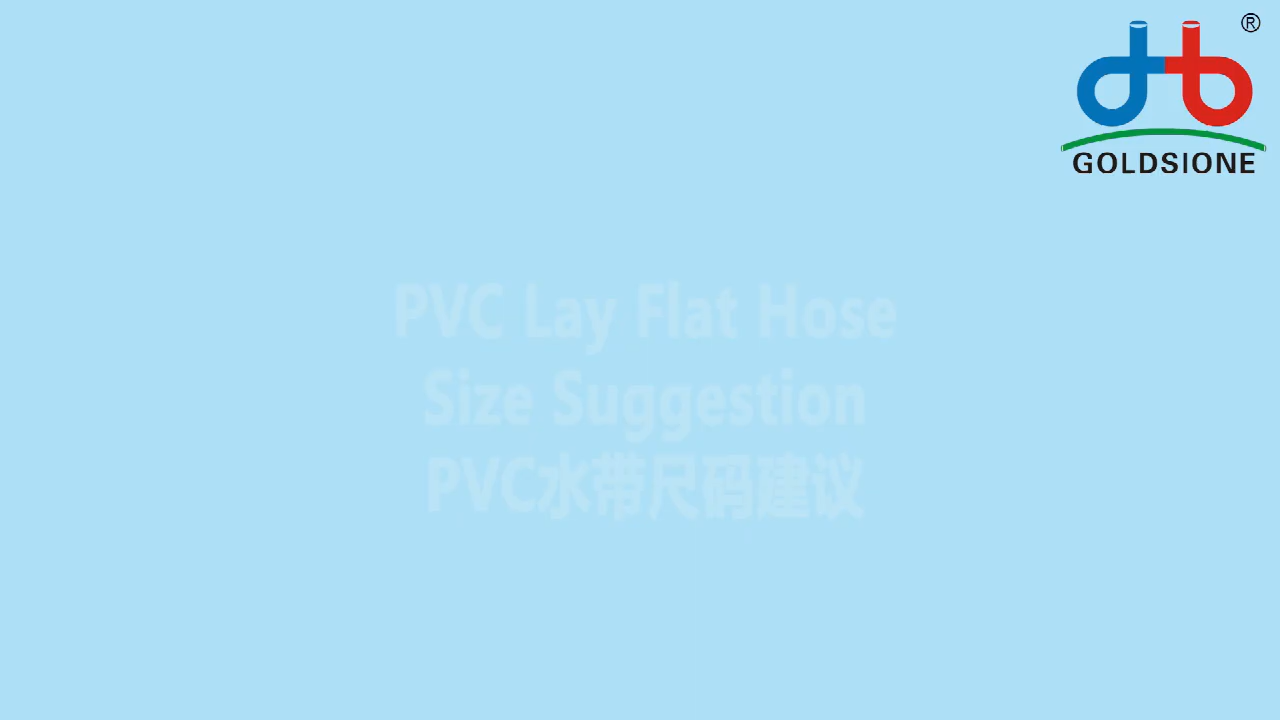 ®
GOLDSIONE
PVC Lay Flat Hose
Size Suggestion
PVC水带尺码建议